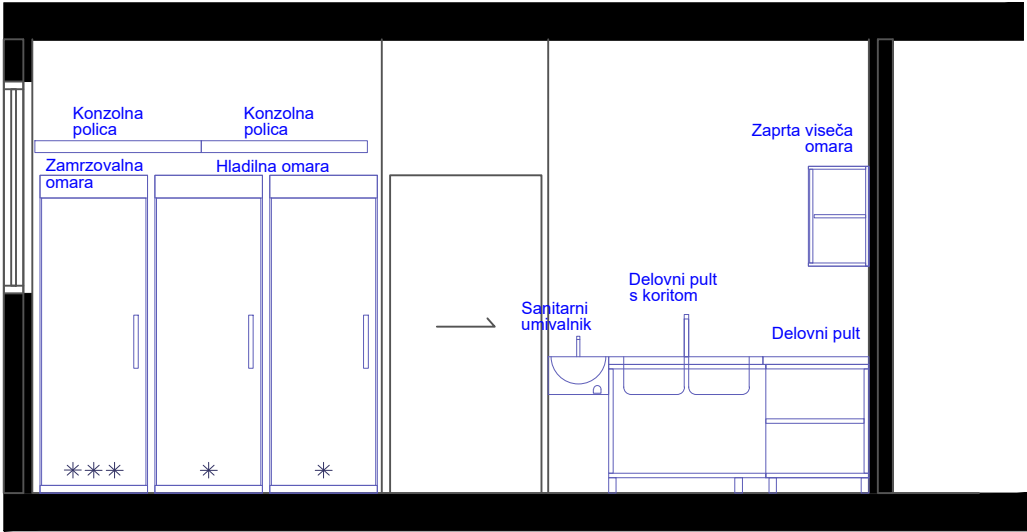 Konzolna
polica
Konzolna
polica
Zaprta viseča
omara
Zamrzovalna
omara
Hladilna omara
Delovni pult
s koritom
Sanitarni
umivalnik
Delovni pult